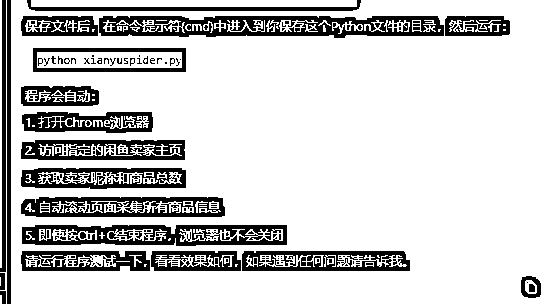 保存文件后，在命令提示符(cmd)中进入到你保存这个Python文件的目录，然后运行：
python xianyuspider.py
程序会自动：
1. 打开Chrome浏览器
2. 访问指定的闲鱼卖家主页
3. 获取卖家昵称和商品总数
4. 自动滚动页面采集所有商品信息
5. 即使按Ctrl+C结束程序，浏览器也不会关闭
请运行程序测试一下，看看效果如何，如果遇到任何问题请告诉我。